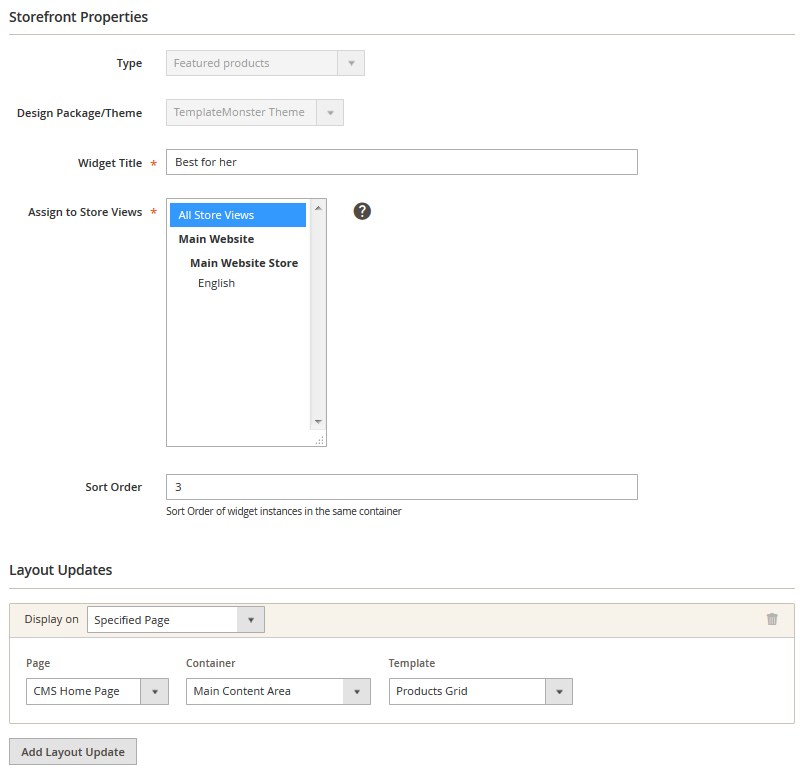 Storefront Properties
Type
Featured products
Design Package/Theme
TemplateMonster Theme
Widget Title *
Best for her
Assign to Store Views *
All Store Views
?
Main Website
Main Website Store
English
Sort Order
3
Sort Order of widget instances in the same container
Layout Updates
Display on Specified Page
Page Container Template
CMS Home Page Main Content Area Products Grid
Add Layout Update